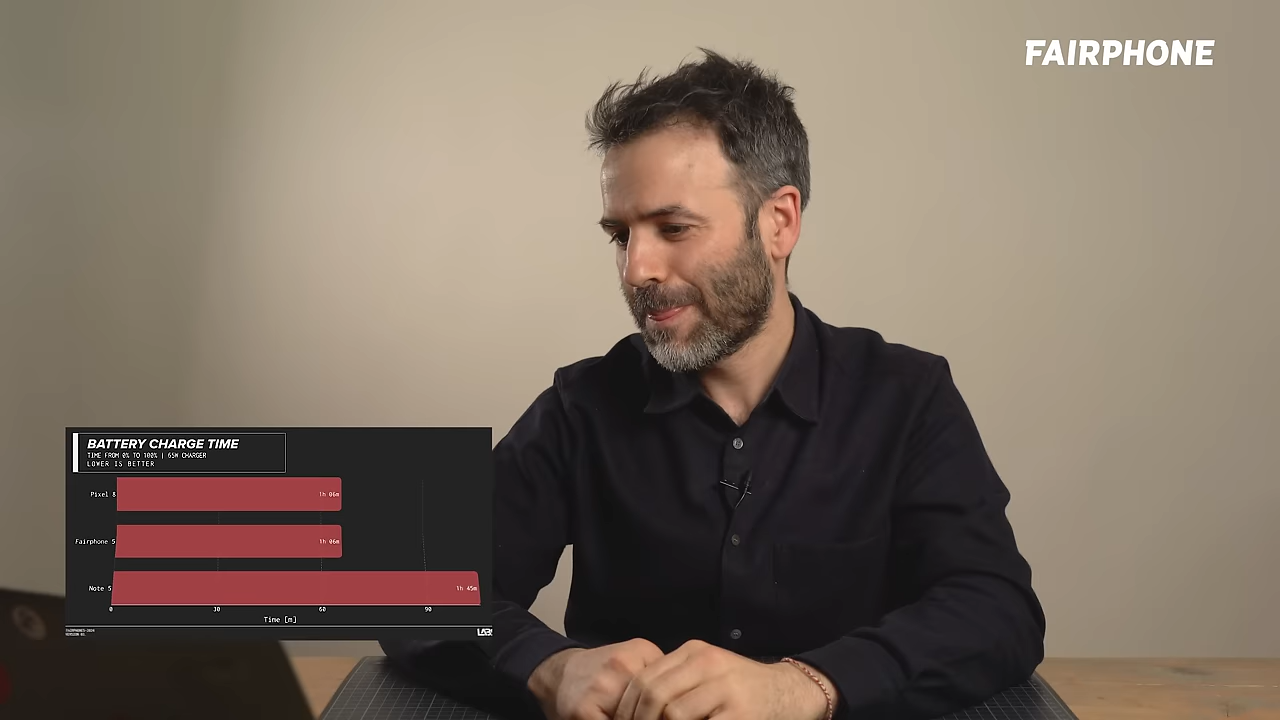 FAIRPHONE
BATTERY CHARGE TIME
TIME FROM 0% TO 100% | 65W CHARGER
LOWER IS BETTER
Pixel 8 1h 06m
Fairphone 5 1h 06m
Note 5 1h 45m
0 30 60 90
Time [m]
LABS